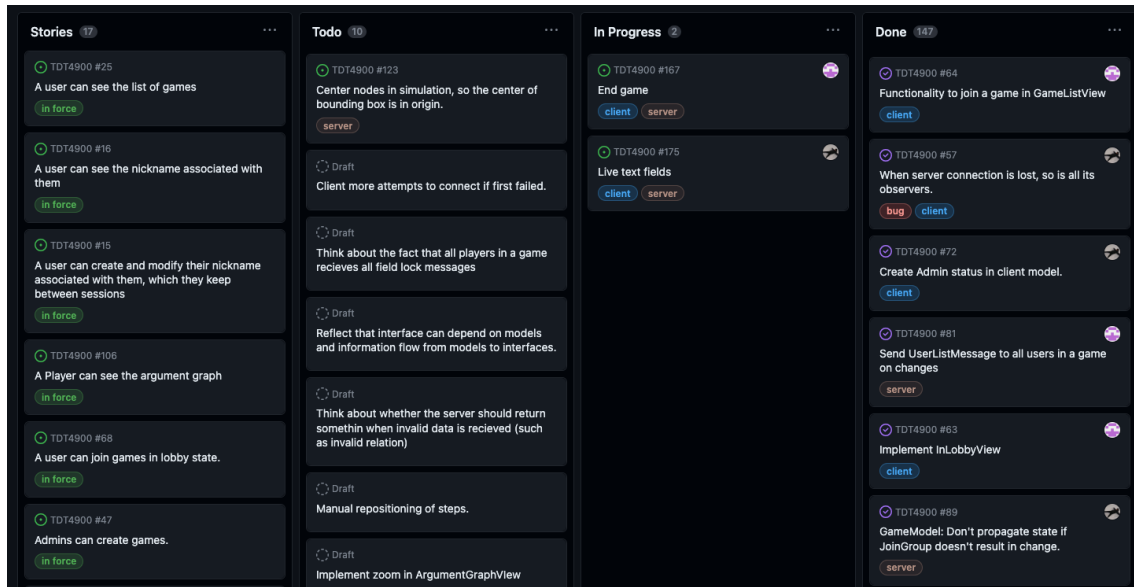 Stories 17
TDT4900 #25
A user can see the list of games
in force
TDT4900 #16
A user can see the nickname associated with
them
in force
TDT4900 #15
A user can create and modify their nickname
associated with them, which they keep
between sessions
in force
TDT4900 #106
A Player can see the argument graph
in force
TDT4900 #68
A user can join games in lobby state.
in force
TDT4900 #47
Admins can create games.
in force
Todo 10
TDT4900 #123
Center nodes in simulation, so the center of
bounding box is in origin.
server
Draft
Client more attempts to connect if first failed.
Draft
Think about the fact that all players in a game
recieves all field lock messages
Draft
Reflect that interface can depend on models
and information flow from models to interfaces.
Draft
Think about whether the server should return
somethin when invalid data is recieved (such
as invalid relation)
Draft
Manual repositioning of steps.
Draft
Implement zoom in ArgumentGraphVIew
In Progress 2
TDT4900 #167
End game
client server
TDT4900 #175
Live text fields
client server
Done 147
TDT4900 #64
Functionality to join a game in GameListView
client
TDT4900 #57
When server connection is lost, so is all its
observers.
bug client
TDT4900 #72
Create Admin status in client model.
client
TDT4900 #81
Send UserListMessage to all users in a game
on changes
server
TDT4900 #63
Implement InLobbyView
client
TDT4900 #89
GameModel: Don't propagate state if
JoinGroup doesn't result in change.
server